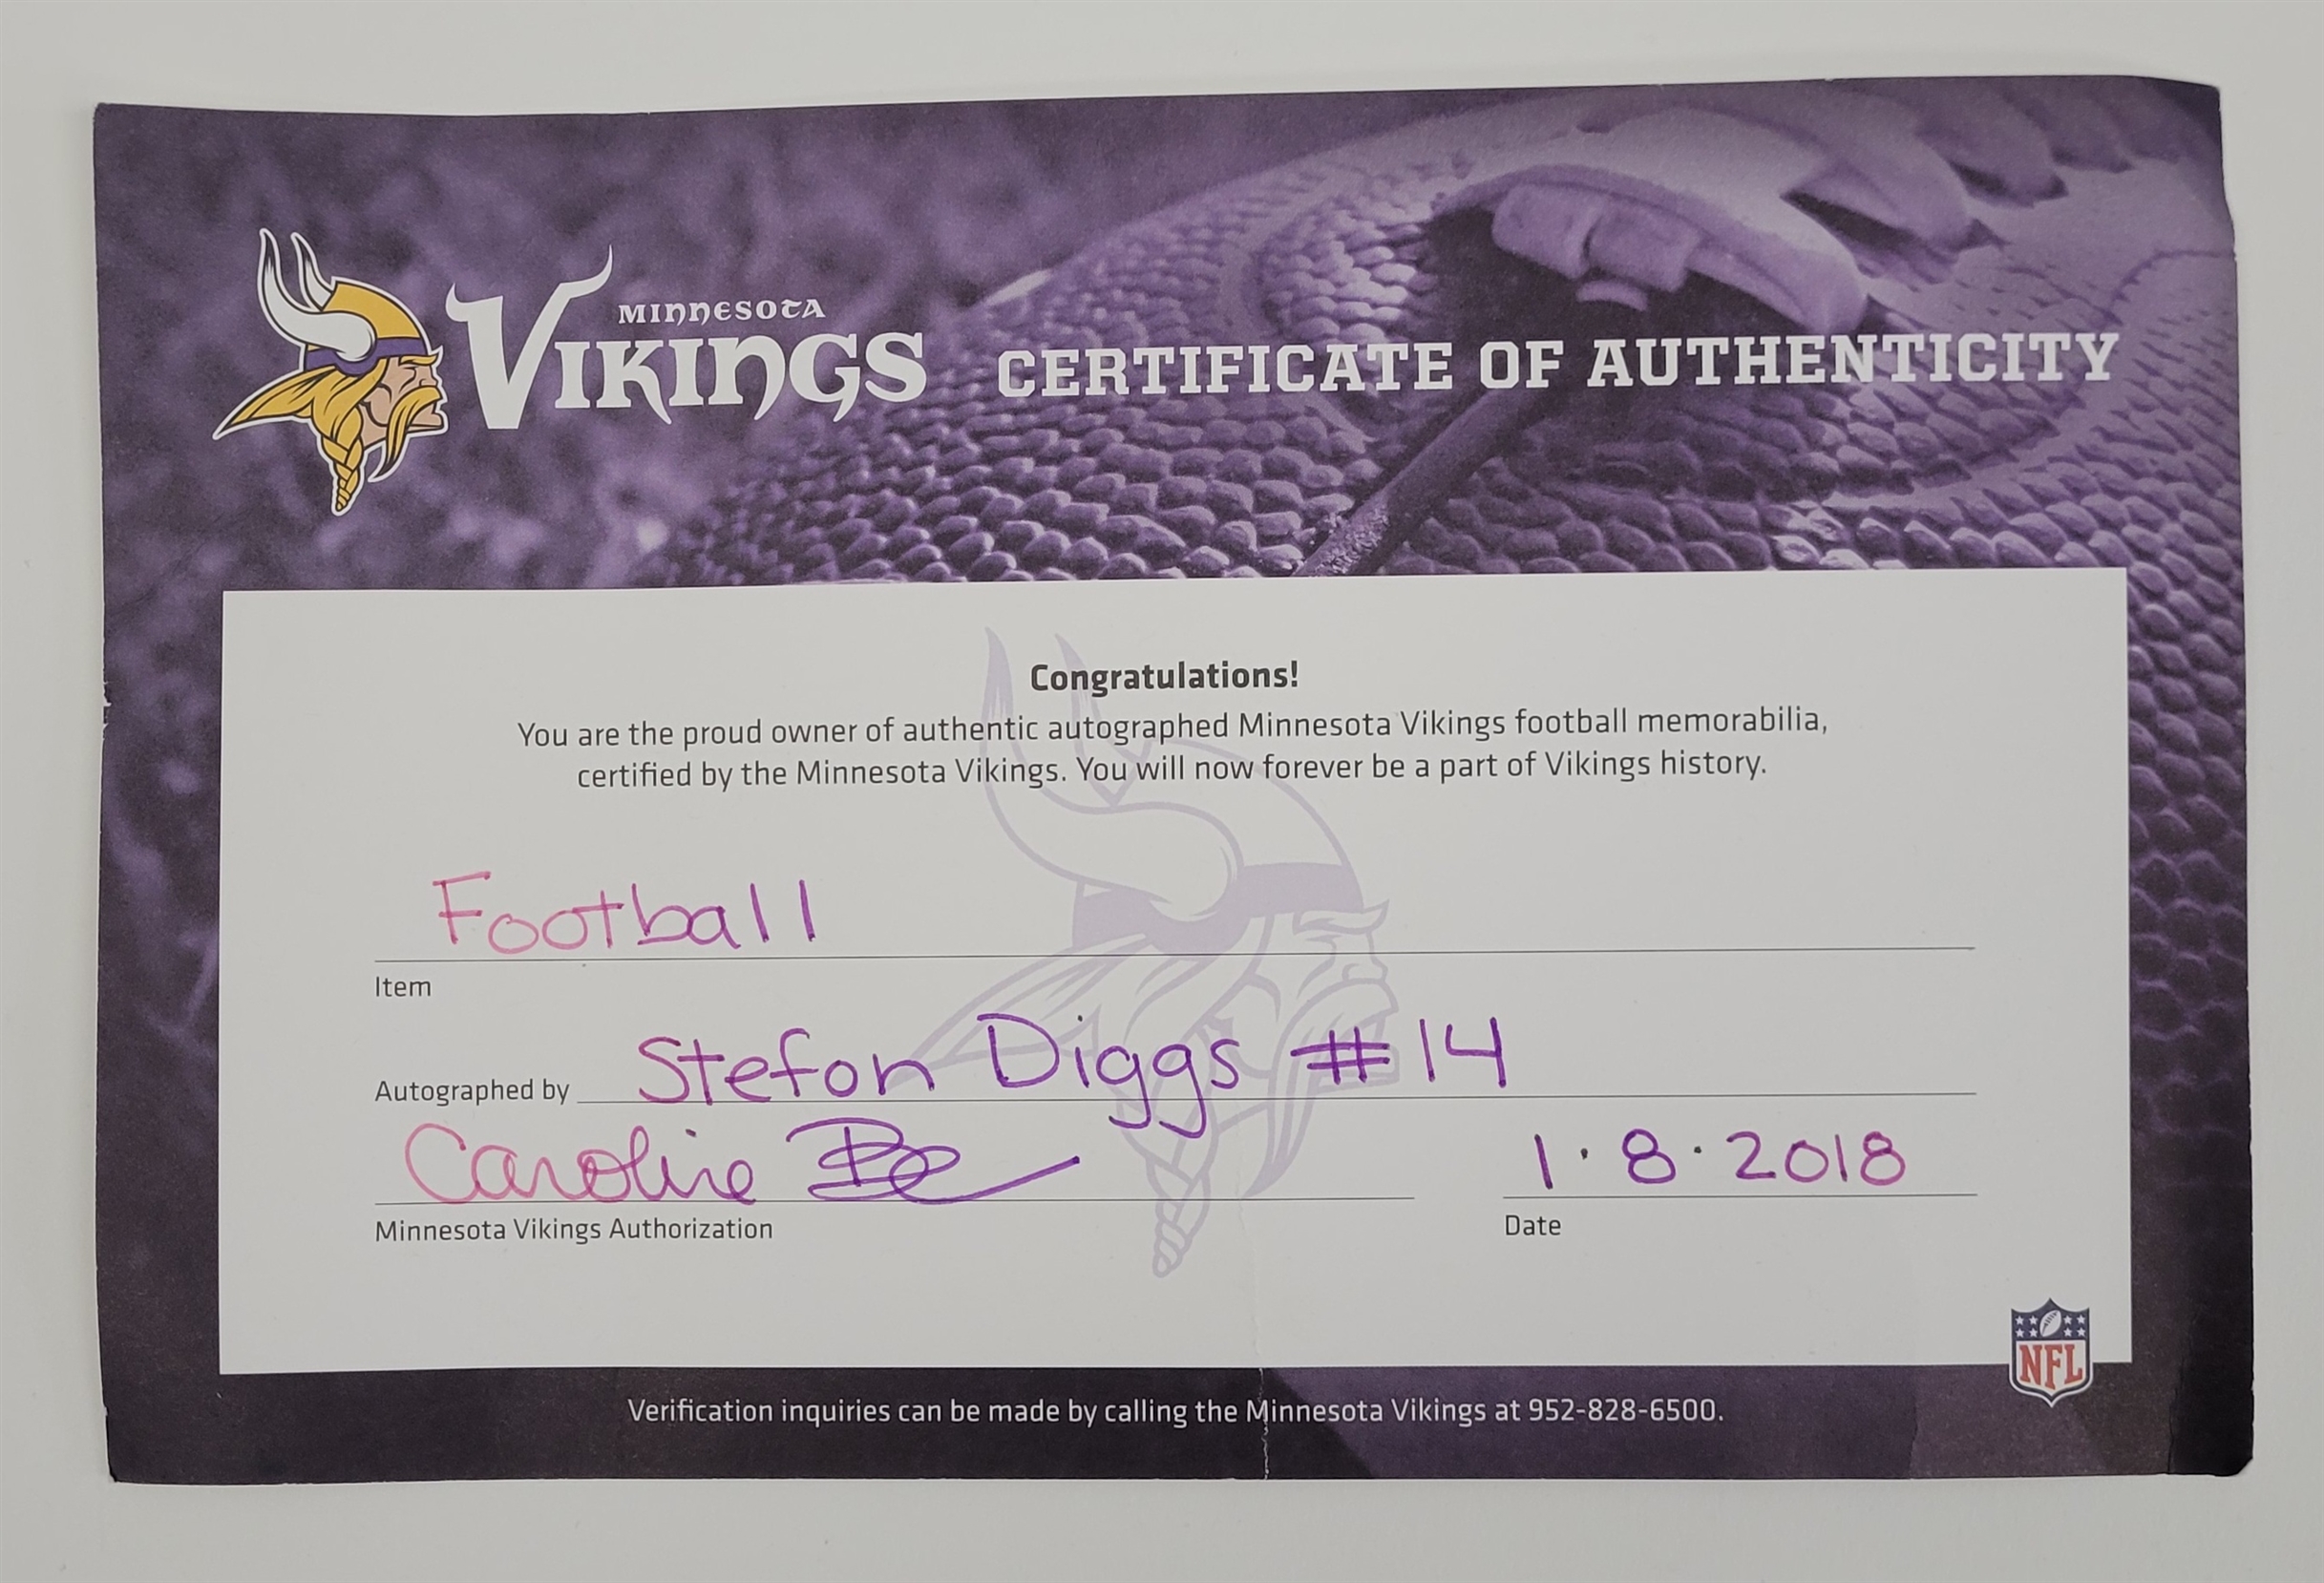 MINNESOTA
VIKINGS
CERTIFICATE OF AUTHENTICITY
Congratulations!
You are the proud owner of authentic autographed Minnesota Vikings football memorabilia,
certified by the Minnesota Vikings. You will now forever be a part of Vikings history.
Football
Item
Autographed by Stefon Diggs #14
Caroline
Minnesota Vikings Authorization
1.8.2018
Date
NFL
Verification inquiries can be made by calling the Minnesota Vikings at 952-828-6500.